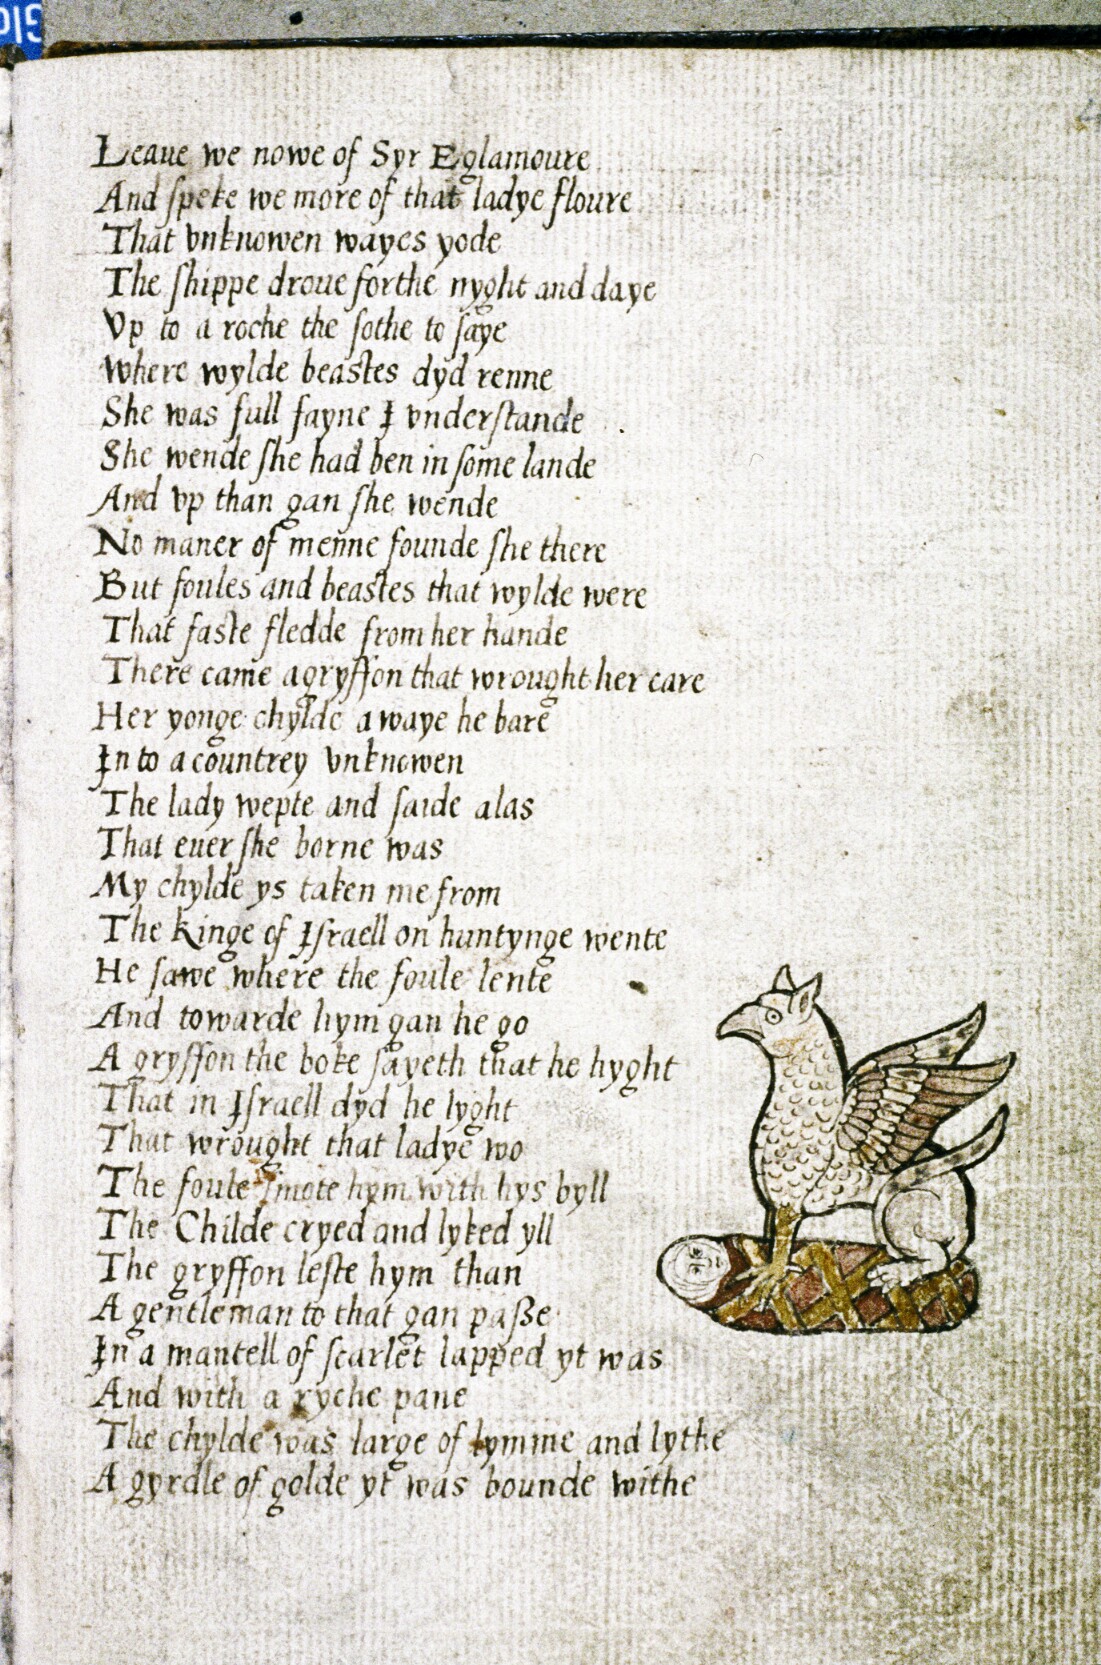 Leaue we nowe of Syr Eglamoure
And ſpeke we more of that ladye floure
That vnknowen wayes yode
The ſhippe droue forthe nyght and daye
Vp to a roche the ſothe to ſaye
Where wylde beaſtes dyd renne
She was full fayne I vnderſtande
She wende ſhe had ben in ſome lande
And vp than gan ſhe wende
No maner of menne founde ſhe there
But foules and beaſtes that wylde were
That faſte fledde from her hande
There came a gryffon that wrought her care
Her yonge chylde awaye he bare
In to a countrey vnknowen
The lady wepte and ſaide alas
That euer ſhe borne was
My chylde ys taken me from
The kinge of Iſraell on huntynge wente
He ſawe where the foule lente
And towarde hym gan he go
A gryffon the boke ſayeth that he hyght
That in Iſraell dyd he lyght
That wrought that ladye wo
The foule ſmote hym with hys byll
The Childe cryed and lyked yll
The gryffon leſte hym than
A gentleman to that gan paſſe
In a mantell of ſcarlet lapped yt was
And with a ryche pane
The chylde was large of lymme and lythe
A gyrdle of golde yt was bounde withe